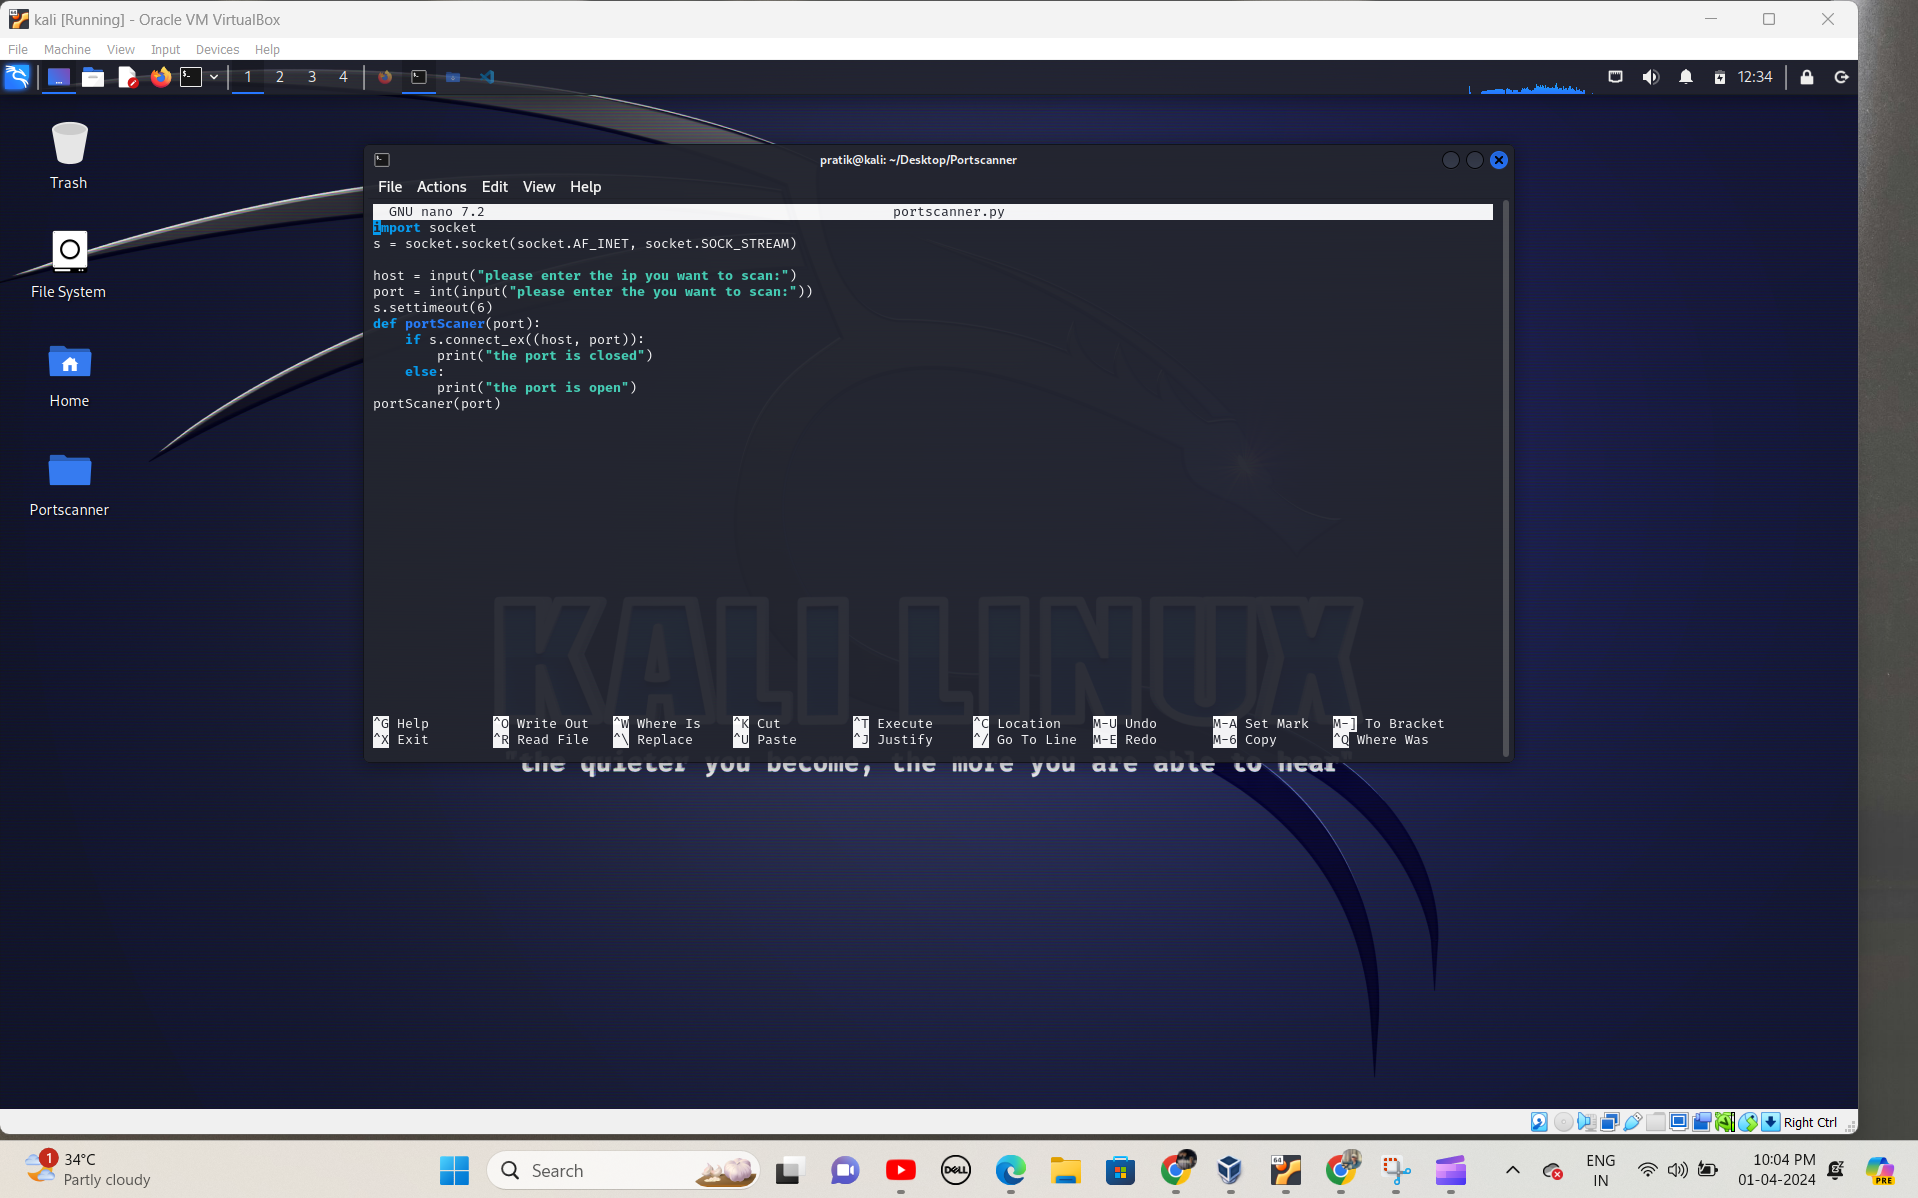 kali [Running] - Oracle VM VirtualBox
File Machine View Input Devices Help
1 2 3 4
12:34
Trash
File System
Home
Portscanner
pratik@kali: ~/Desktop/Portscanner
File Actions Edit View Help
GNU nano 7.2 portscanner.py
import socket
s = socket.socket(socket.AF_INET, socket.SOCK_STREAM)
host = input("please enter the ip you want to scan:")
port = int(input("please enter the you want to scan:"))
s.settimeout(6)
def portScaner(port):
    if s.connect_ex((host, port)):
        print("the port is closed")
    else:
        print("the port is open")
portScaner(port)
KALI LINUX
^G Help ^O Write Out ^W Where Is ^K Cut ^T Execute ^C Location M-U Undo M-A Set Mark M-] To Bracket
^X Exit ^R Read File ^\ Replace ^U Paste ^J Justify ^/ Go To Line M-E Redo M-6 Copy ^Q Where Was
"the quieter you become, the more you are able to hear"
Right Ctrl
1
34°C
Partly cloudy
Search
DELL
64
ENG
IN
10:04 PM
01-04-2024
PRE